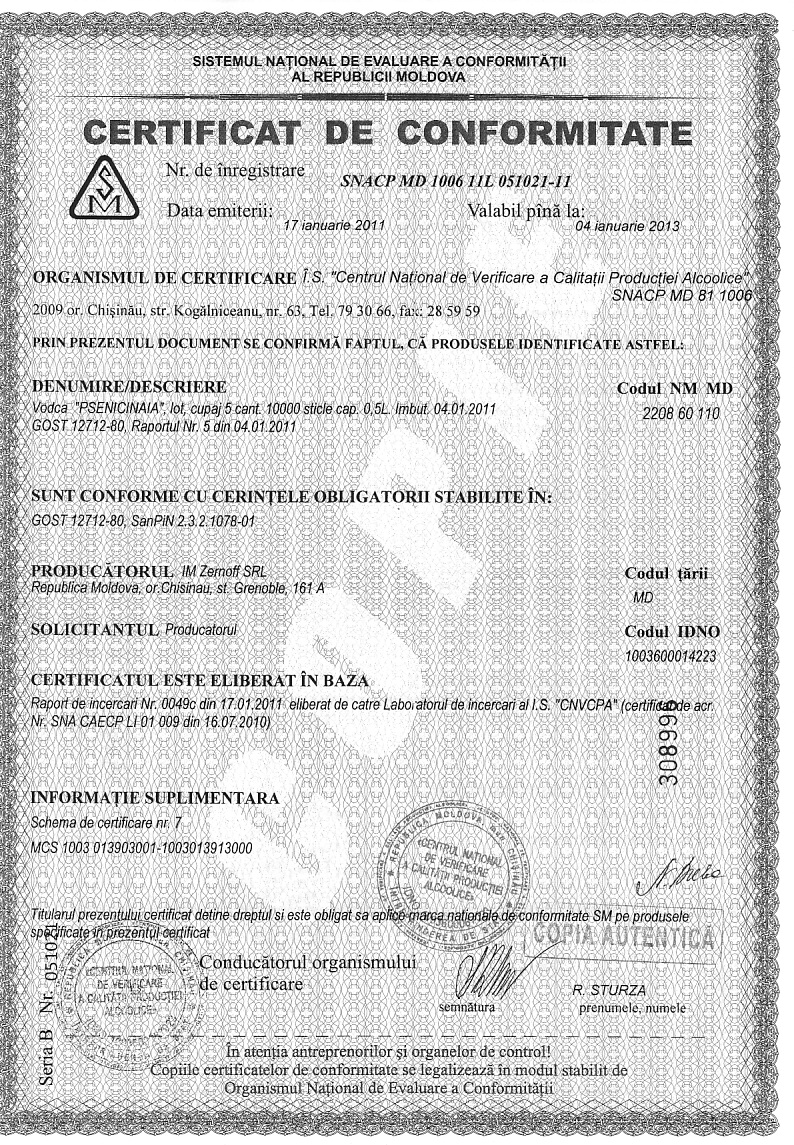 SISTEMUL NAȚIONAL DE EVALUARE A CONFORMITĂȚII
AL REPUBLICII MOLDOVA
CERTIFICAT DE CONFORMITATE
SM
Nr. de înregistrare SNACP MD 1006 11L 051021-11
Data emiterii: 17 ianuarie 2011 Valabil pînă la: 04 ianuarie 2013
ORGANISMUL DE CERTIFICARE Î.S. "Centrul Național de Verificare a Calitații Producției Alcoolice"
SNACP MD 81 1006
2009 or. Chișinău, str. Kogălniceanu, nr. 63, Tel. 79 30 66, fax: 28 59 59
PRIN PREZENTUL DOCUMENT SE CONFIRMĂ FAPTUL, CĂ PRODUSELE IDENTIFICATE ASTFEL:
DENUMIRE/DESCRIERE Codul NM MD
Vodca "PSENICINAIA", lot, cupaj 5 cant. 10000 sticle cap. 0,5L. Imbut. 04.01.2011 2208 60 110
GOST 12712-80, Raportul Nr. 5 din 04.01.2011
SUNT CONFORME CU CERINȚELE OBLIGATORII STABILITE ÎN:
GOST 12712-80, SanPiN 2.3.2.1078-01
PRODUCĂTORUL IM Zernoff SRL Codul țării
Republica Moldova, or.Chisinau, st. Grenoble, 161 A MD
SOLICITANTUL Producatorul Codul IDNO
1003600014223
CERTIFICATUL ESTE ELIBERAT ÎN BAZA
Raport de incercari Nr. 0049c din 17.01.2011 eliberat de catre Laboratorul de incercari al I.S. "CNVCPA" (certificat de acr.
Nr. SNA CAECP LI 01 009 din 16.07.2010)
308996
INFORMAȚIE SUPLIMENTARA
Schema de certificare nr. 7
MCS 1003 013903001-1003013913000
REPUBLICA MOLDOVA, mun. CHIȘINĂU
ÎNTREPRINDEREA DE STAT
«CENTRUL NAȚIONAL
DE VERIFICARE
A CALITĂȚII PRODUCȚIEI
ALCOOLICE»
Titularul prezentului certificat detine dreptul si este obligat sa aplice marca nationale de conformitate SM pe produsele
specificate in prezentul certificat
COPIA AUTENTICĂ
«CENTRUL NAȚIONAL
DE VERIFICARE
A CALITĂȚII PRODUCȚIEI
ALCOOLICE»
Conducătorul organismului
de certificare
R. STURZA
semnătura prenumele, numele
Seria B Nr. 051021
În atenția antreprenorilor și organelor de control!
Copiile certificatelor de conformitate se legalizează în modul stabilit de
Organismul Național de Evaluare a Conformității
COPIE